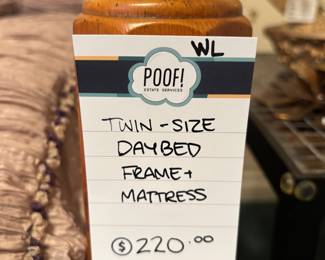 WL
POOF!
ESTATE SERVICES
TWIN-SIZE
DAYBED
FRAME +
MATTRESS
$220.00